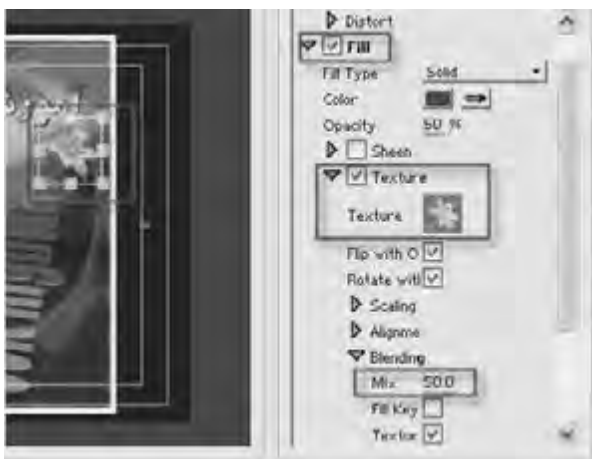 Distort
Fill
Fill Type Solid
Color
Opacity 50 %
Sheen
Texture
Texture
Flip with O
Rotate witl
Scaling
Alignme
Blending
Mix 50.0
Fill Key
Textur